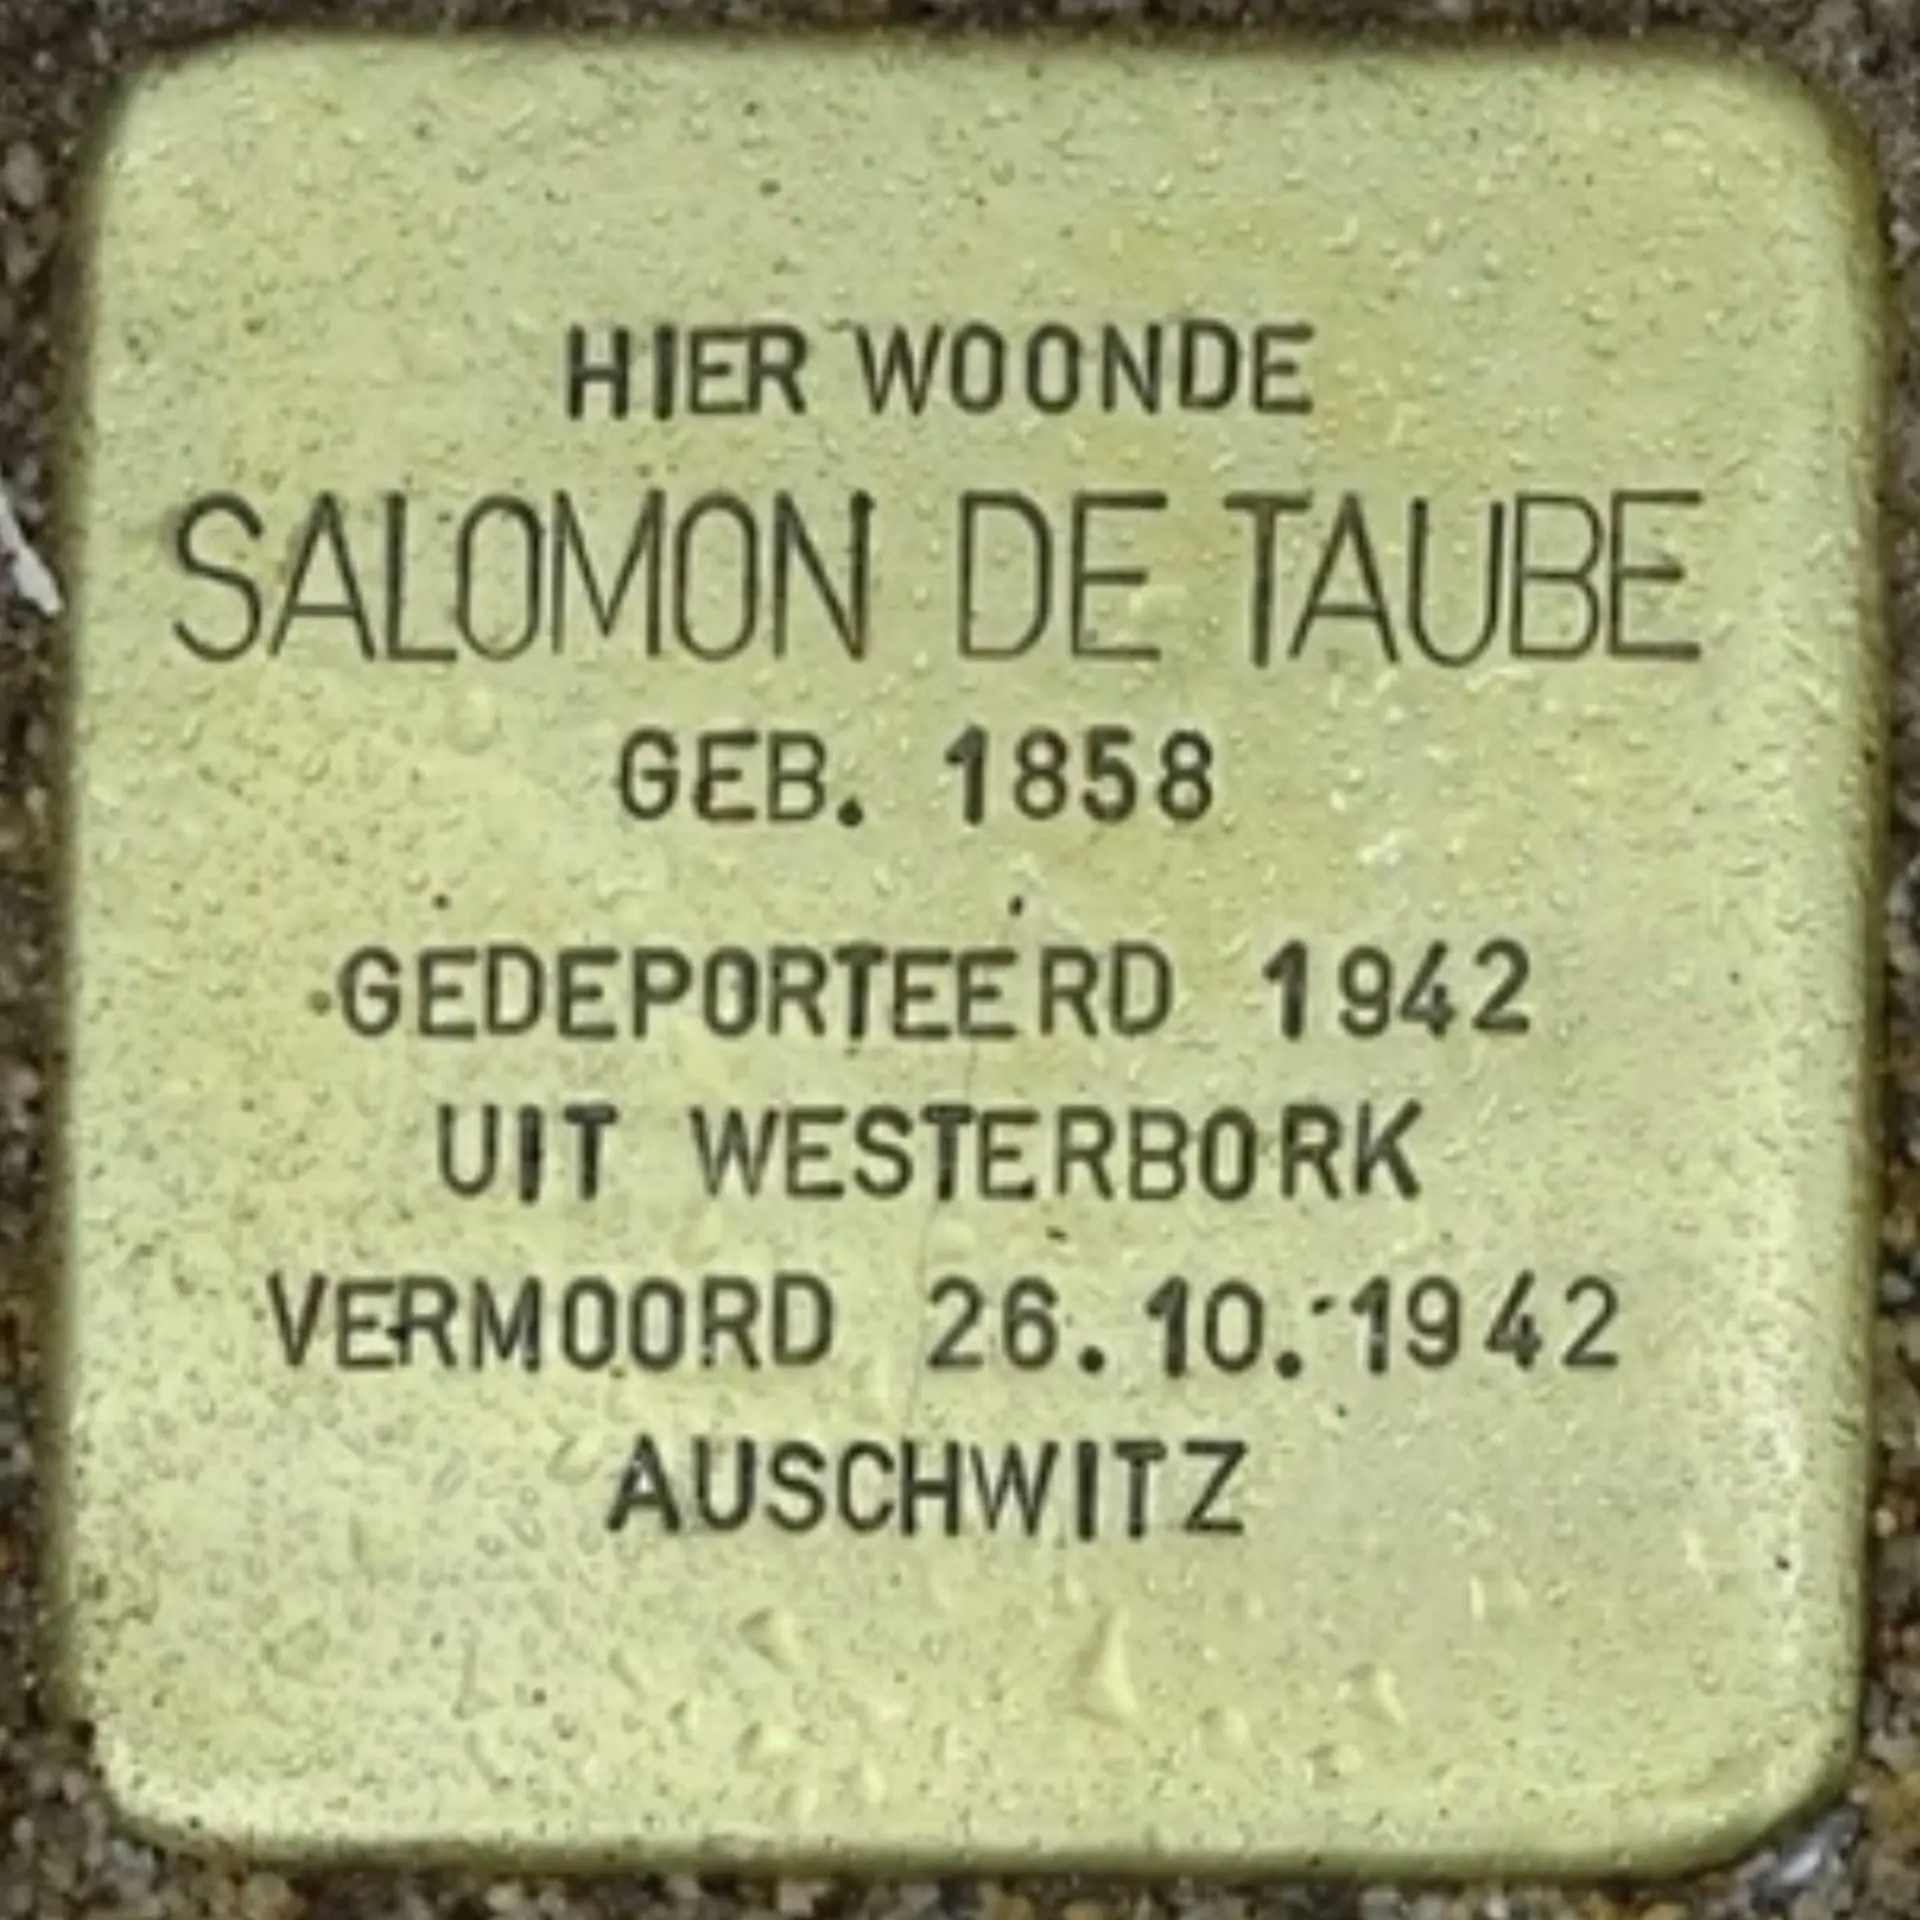 HIER WOONDE
SALOMON DE TAUBE
GEB. 1858
GEDEPORTEERD 1942
UIT WESTERBORK
VERMOORD 26.10.1942
AUSCHWITZ